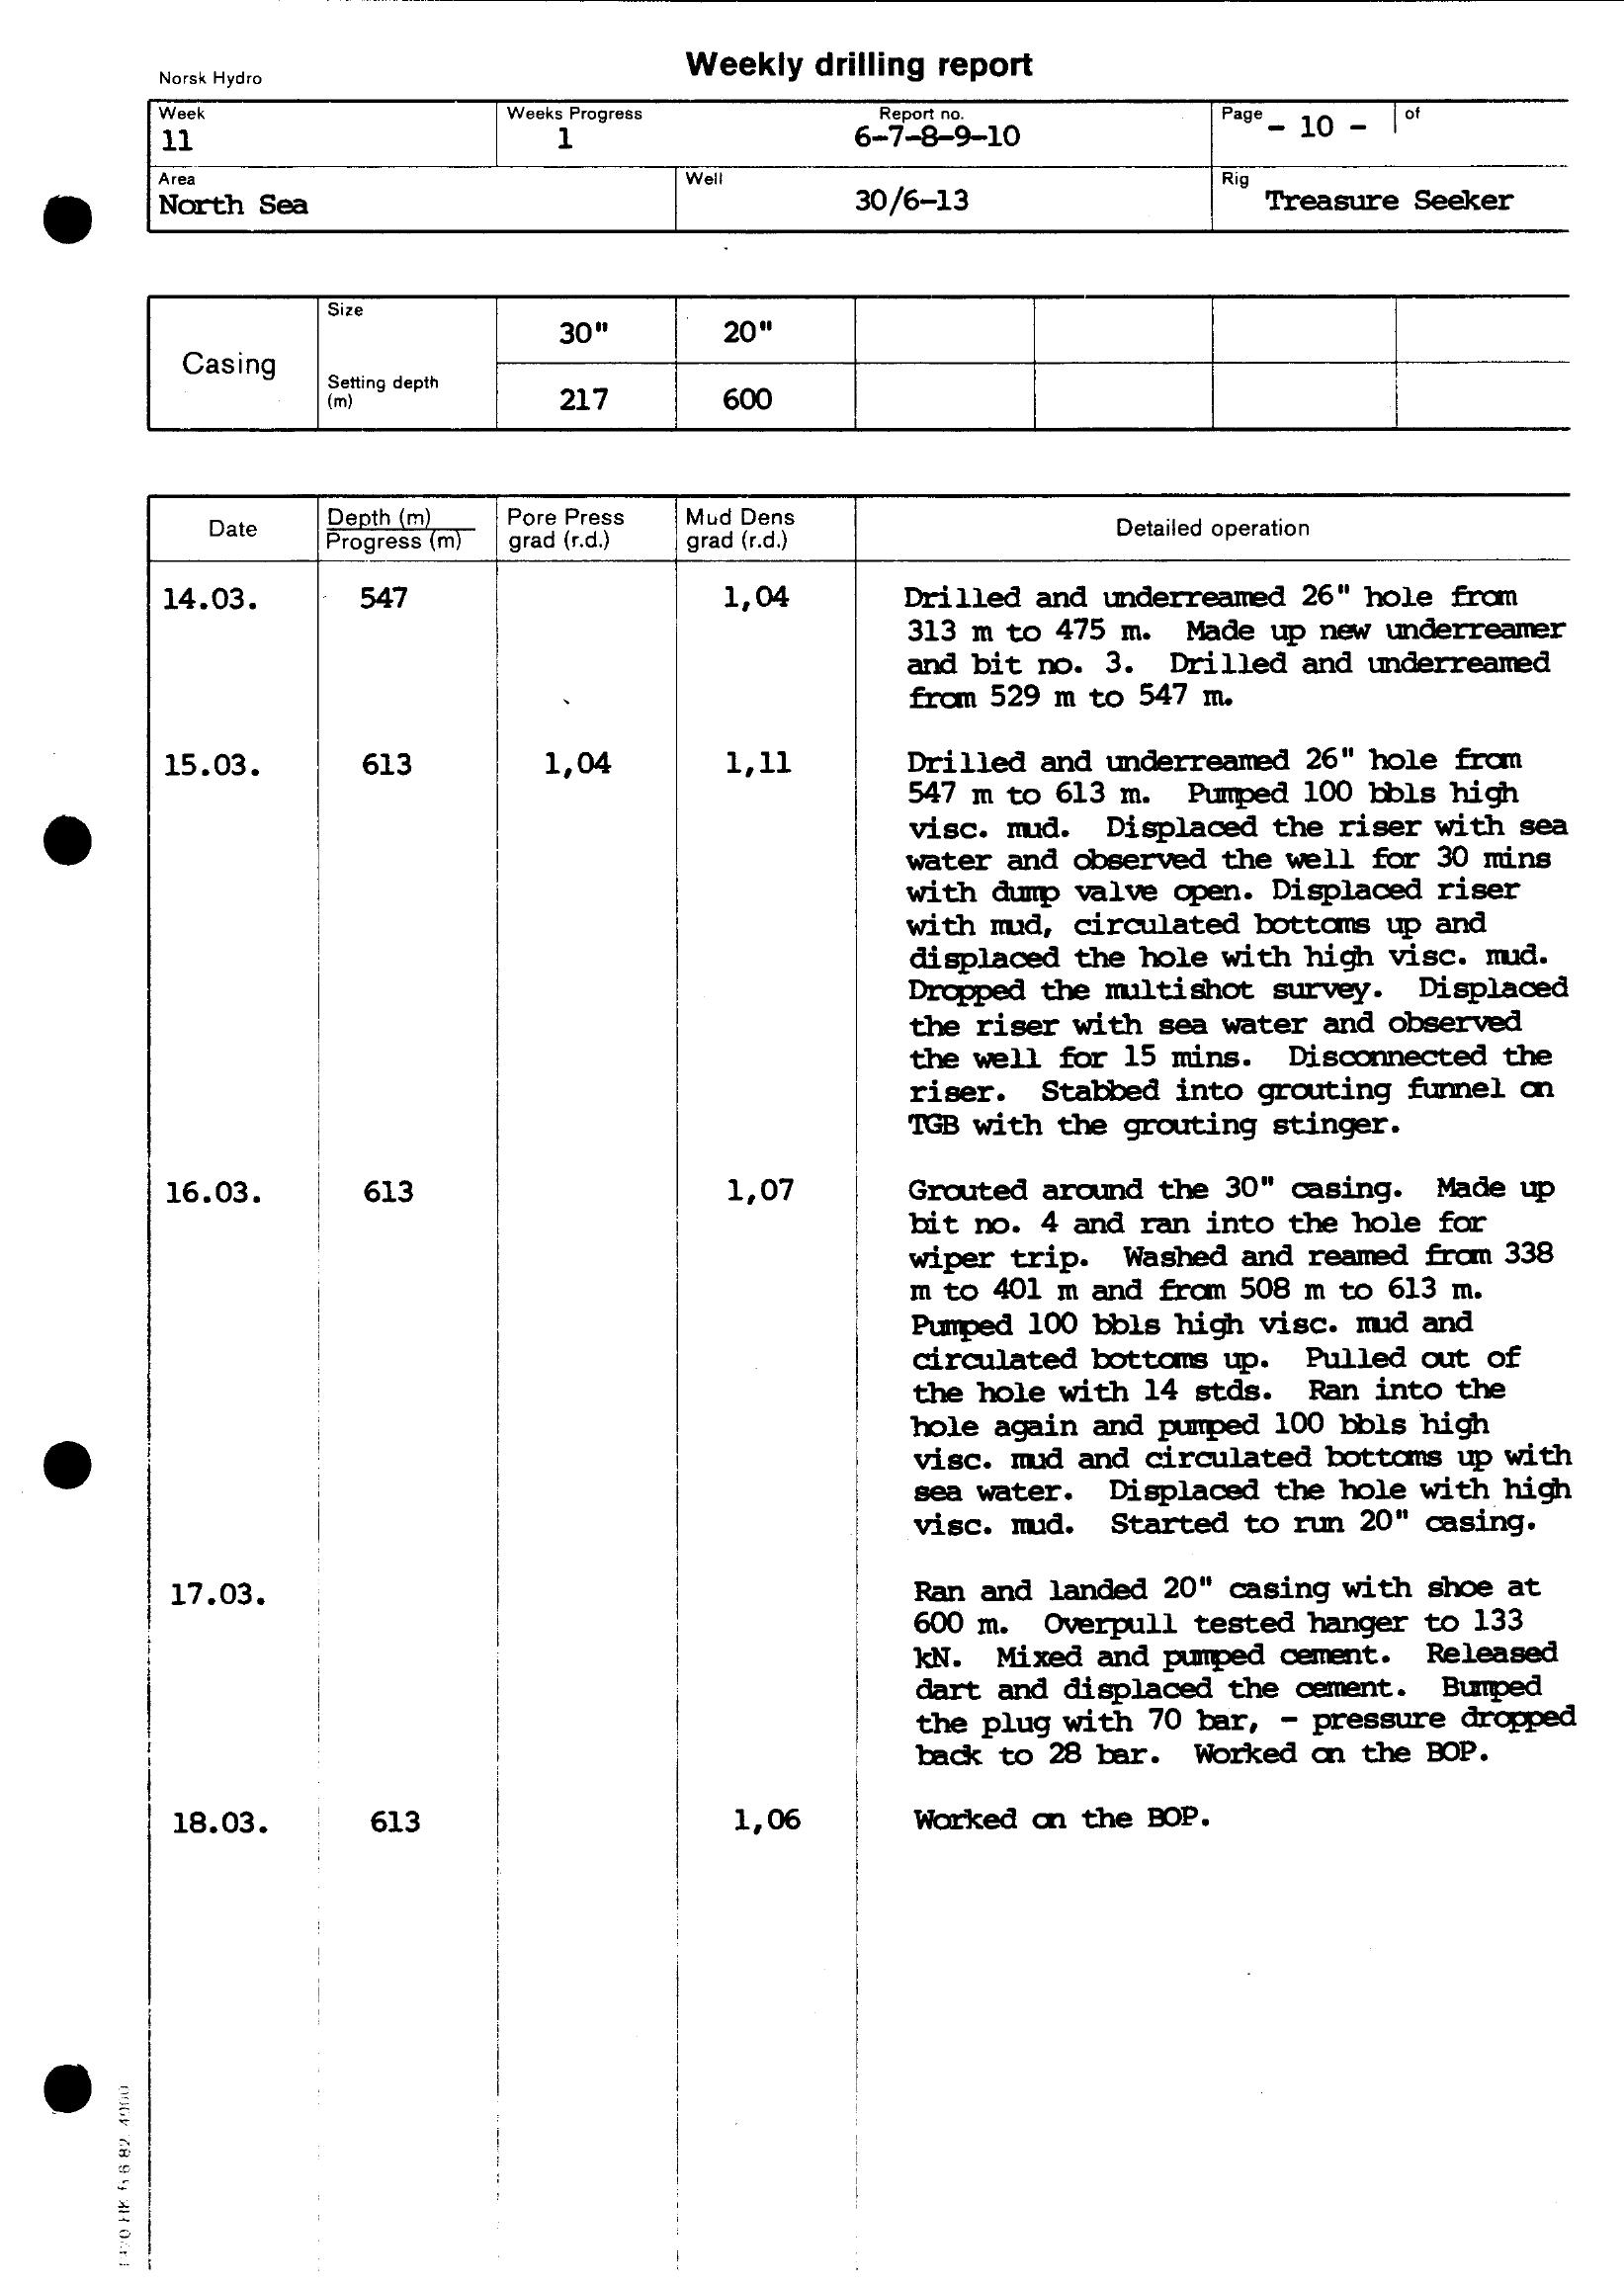 Weekly drilling report
Norsk Hydro
Week Weeks Progress Report no. Page of
11 1 6-7-8-9-10 - 10 -
Area Well Rig
North Sea 30/6-13 Treasure Seeker
Casing
Size 30" 20"
Setting depth (m) 217 600
Date Depth (m) Progress (m) Pore Press grad (r.d.) Mud Dens grad (r.d.) Detailed operation
14.03. 547 1,04 Drilled and underreamed 26" hole from
313 m to 475 m. Made up new underreamer
and bit no. 3. Drilled and underreamed
from 529 m to 547 m.
15.03. 613 1,04 1,11 Drilled and underreamed 26" hole from
547 m to 613 m. Pumped 100 bbls high
visc. mud. Displaced the riser with sea
water and observed the well for 30 mins
with dump valve open. Displaced riser
with mud, circulated bottoms up and
displaced the hole with high visc. mud.
Dropped the multishot survey. Displaced
the riser with sea water and observed
the well for 15 mins. Disconnected the
riser. Stabbed into grouting funnel on
TGB with the grouting stinger.
16.03. 613 1,07 Grouted around the 30" casing. Made up
bit no. 4 and ran into the hole for
wiper trip. Washed and reamed from 338
m to 401 m and from 508 m to 613 m.
Pumped 100 bbls high visc. mud and
circulated bottoms up. Pulled out of
the hole with 14 stds. Ran into the
hole again and pumped 100 bbls high
visc. mud and circulated bottoms up with
sea water. Displaced the hole with high
visc. mud. Started to run 20" casing.
17.03. Ran and landed 20" casing with shoe at
600 m. Overpull tested hanger to 133
kN. Mixed and pumped cement. Released
dart and displaced the cement. Bumped
the plug with 70 bar, - pressure dropped
back to 28 bar. Worked on the BOP.
18.03. 613 1,06 Worked on the BOP.